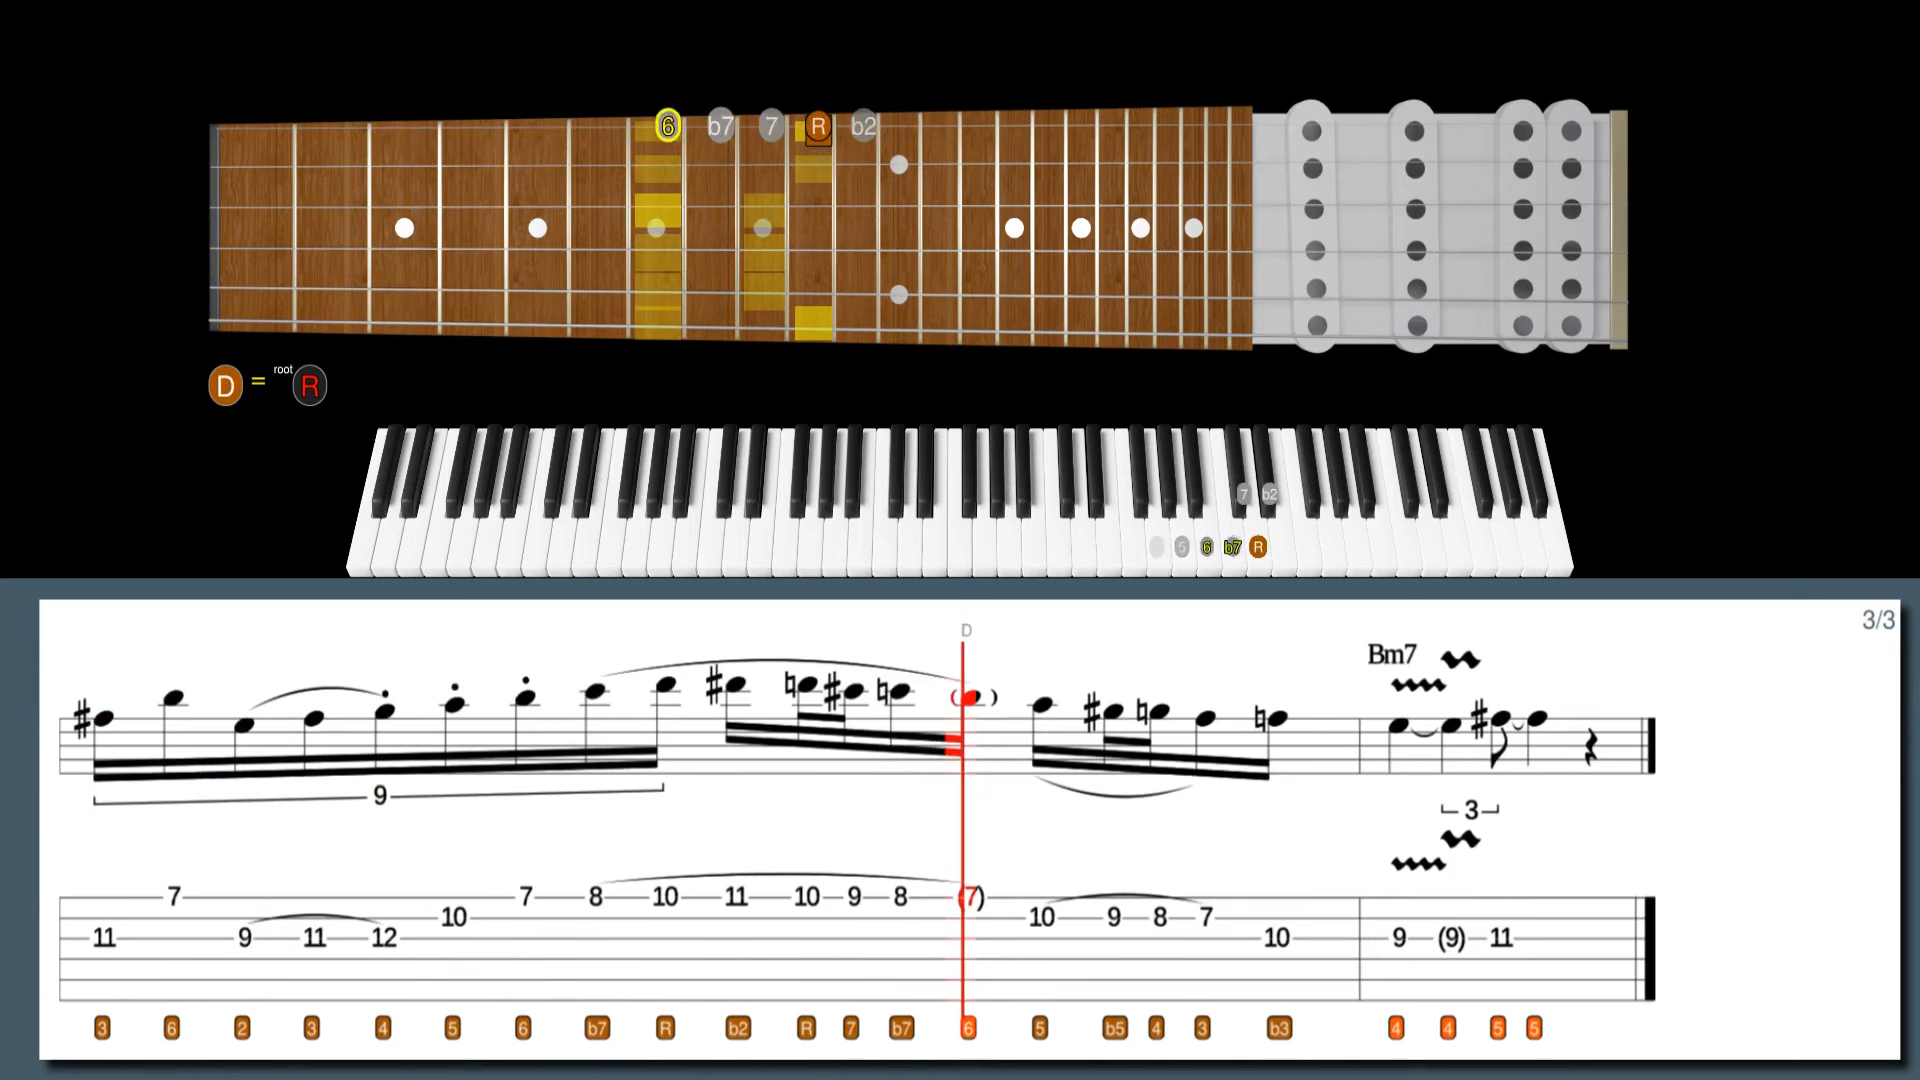 6 b7 7 R b2
D = root R
7 b2
5 6 b7 R
3/3
D
Bm7
9
3
7 7 8 10 11 10 9 8 (7)
10 10 9 8 7
11 9 11 12 10 9 (9) 11
3 6 2 3 4 5 6 b7 R b2 R 7 b7 6 5 b5 4 3 b3 4 4 5 5